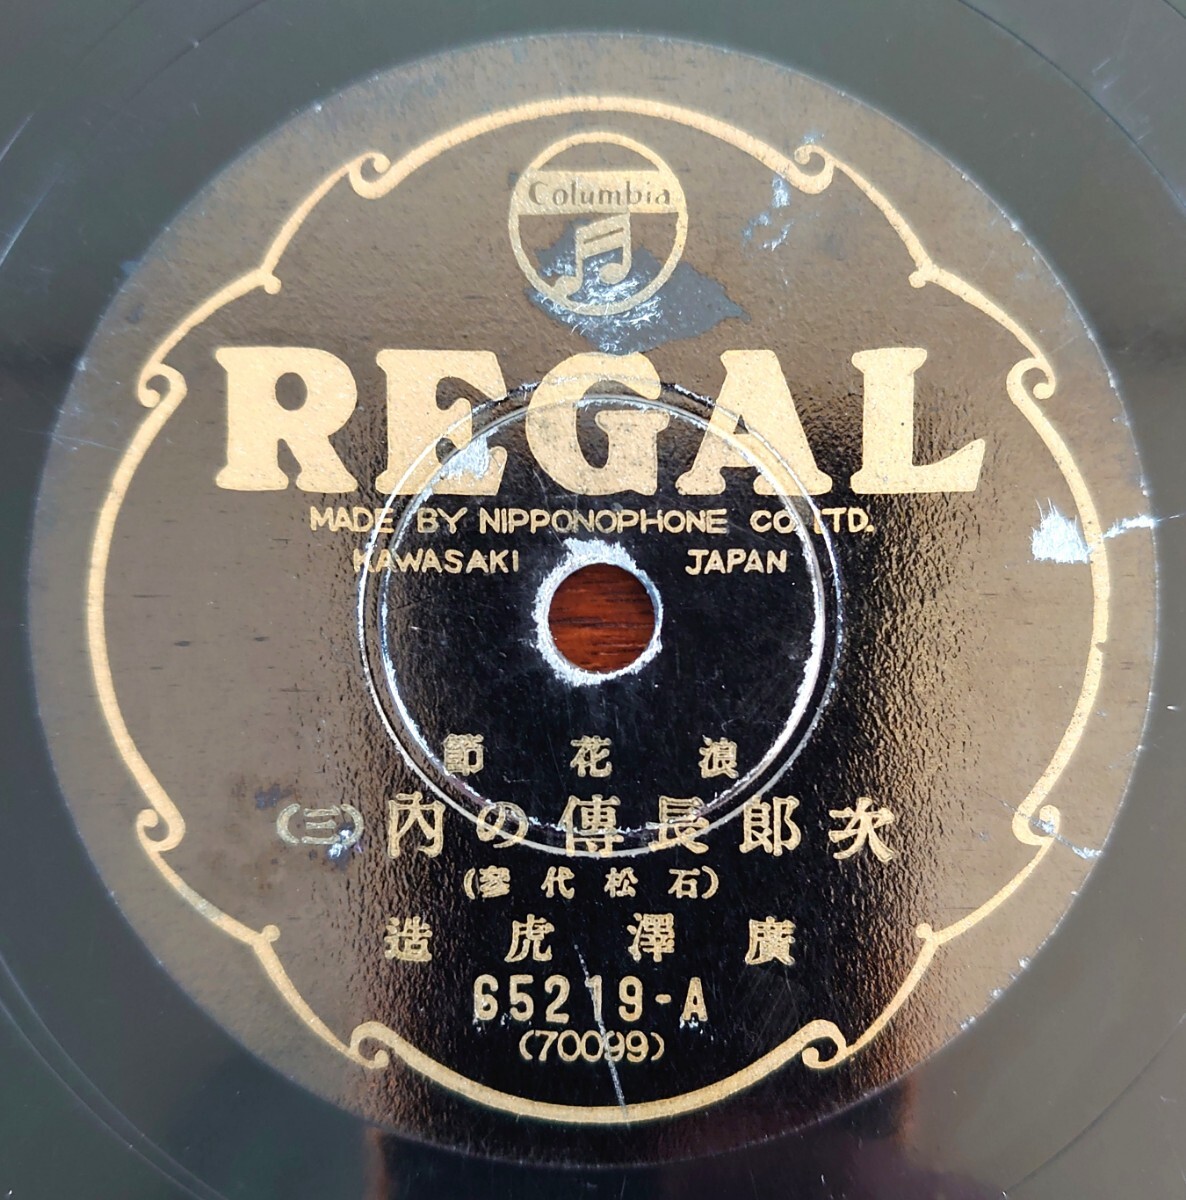 Columbia
REGAL
MADE BY NIPPONOPHONE CO. LTD.
KAWASAKI JAPAN
浪花節
次郎長傳の内(三)
(石松代参)
廣澤虎造
65219-A
(70099)